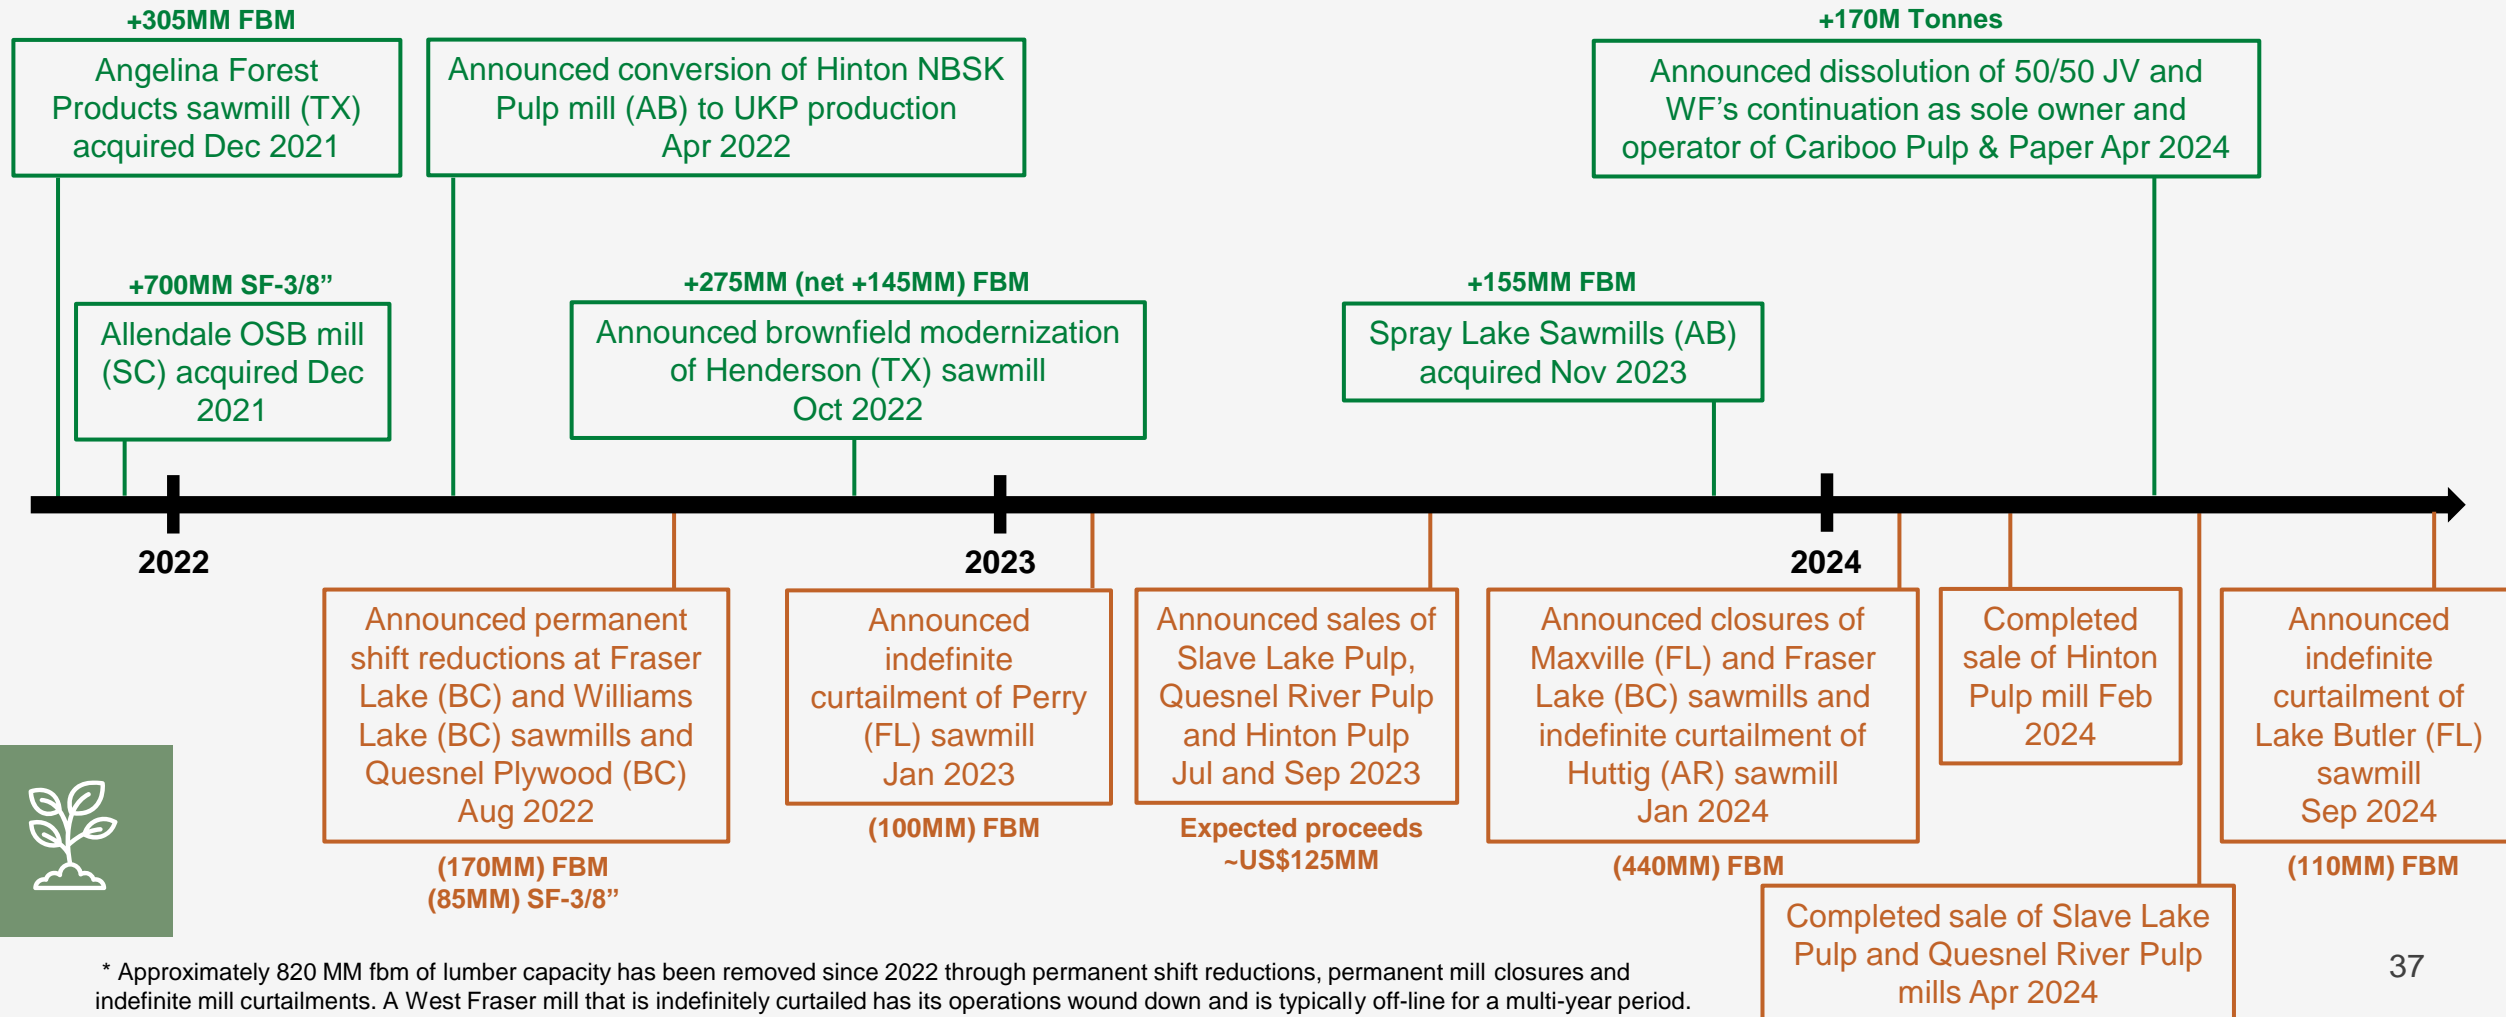 +305MM FBM
Angelina Forest
Products sawmill (TX)
acquired Dec 2021
Announced conversion of Hinton NBSK
Pulp mill (AB) to UKP production
Apr 2022
+170M Tonnes
Announced dissolution of 50/50 JV and
WF’s continuation as sole owner and
operator of Cariboo Pulp & Paper Apr 2024
+700MM SF-3/8”
Allendale OSB mill
(SC) acquired Dec
2021
+275MM (net +145MM) FBM
Announced brownfield modernization
of Henderson (TX) sawmill
Oct 2022
+155MM FBM
Spray Lake Sawmills (AB)
acquired Nov 2023
2022
2023
2024
Announced permanent
shift reductions at Fraser
Lake (BC) and Williams
Lake (BC) sawmills and
Quesnel Plywood (BC)
Aug 2022
(170MM) FBM
(85MM) SF-3/8”
Announced
indefinite
curtailment of Perry
(FL) sawmill
Jan 2023
(100MM) FBM
Announced sales of
Slave Lake Pulp,
Quesnel River Pulp
and Hinton Pulp
Jul and Sep 2023
Expected proceeds
~US$125MM
Announced closures of
Maxville (FL) and Fraser
Lake (BC) sawmills and
indefinite curtailment of
Huttig (AR) sawmill
Jan 2024
(440MM) FBM
Completed
sale of Hinton
Pulp mill Feb
2024
Completed sale of Slave Lake
Pulp and Quesnel River Pulp
mills Apr 2024
Announced
indefinite
curtailment of
Lake Butler (FL)
sawmill
Sep 2024
(110MM) FBM
* Approximately 820 MM fbm of lumber capacity has been removed since 2022 through permanent shift reductions, permanent mill closures and
indefinite mill curtailments. A West Fraser mill that is indefinitely curtailed has its operations wound down and is typically off-line for a multi-year period.
37